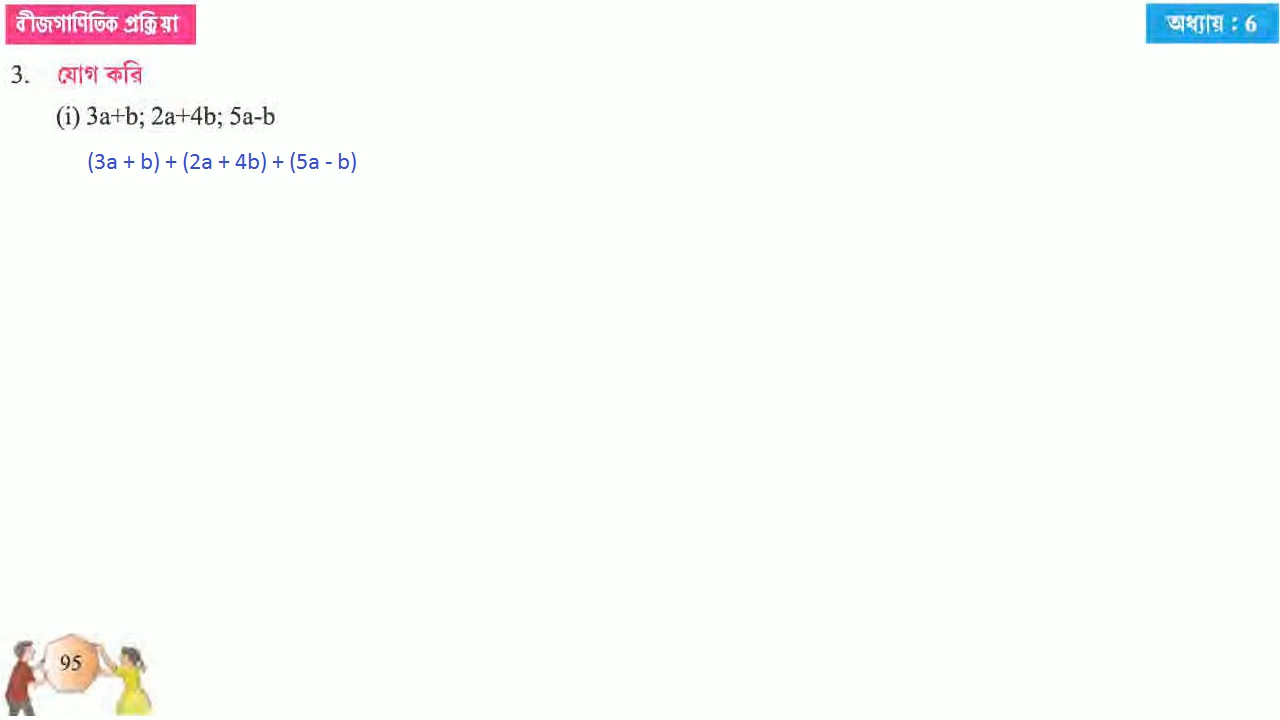 বীজগাণিতিক প্রক্রিয়া
অধ্যায় : 6
3. যোগ করি
(i) 3a+b; 2a+4b; 5a-b
(3a + b) + (2a + 4b) + (5a - b)
95